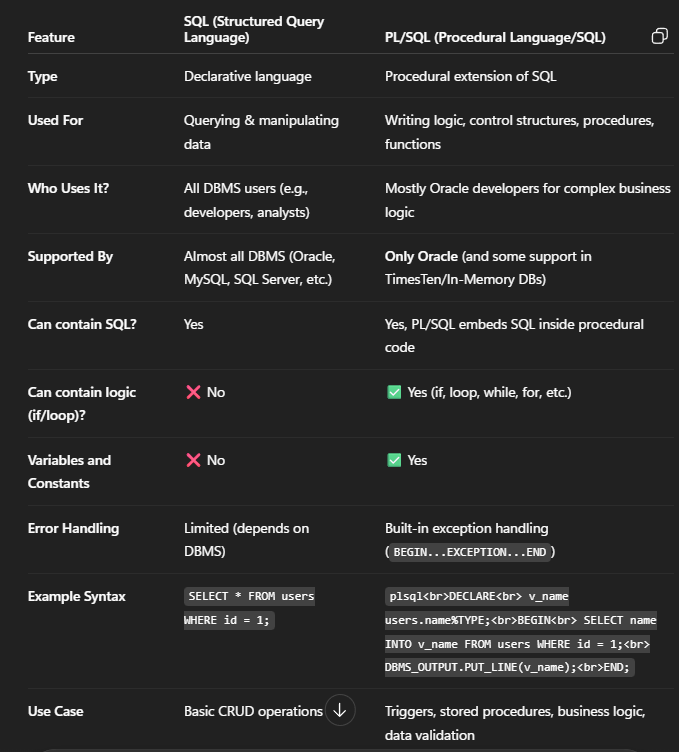 Feature SQL (Structured Query Language) PL/SQL (Procedural Language/SQL)
Type Declarative language Procedural extension of SQL
Used For Querying & manipulating data Writing logic, control structures, procedures, functions
Who Uses It? All DBMS users (e.g., developers, analysts) Mostly Oracle developers for complex business logic
Supported By Almost all DBMS (Oracle, MySQL, SQL Server, etc.) Only Oracle (and some support in TimesTen/In-Memory DBs)
Can contain SQL? Yes Yes, PL/SQL embeds SQL inside procedural code
Can contain logic (if/loop)? ❌ No ✅ Yes (if, loop, while, for, etc.)
Variables and Constants ❌ No ✅ Yes
Error Handling Limited (depends on DBMS) Built-in exception handling (BEGIN...EXCEPTION...END)
Example Syntax SELECT * FROM users WHERE id = 1; plsql<br>DECLARE<br> v_name users.name%TYPE;<br>BEGIN<br> SELECT name INTO v_name FROM users WHERE id = 1;<br> DBMS_OUTPUT.PUT_LINE(v_name);<br>END;
Use Case Basic CRUD operations Triggers, stored procedures, business logic, data validation